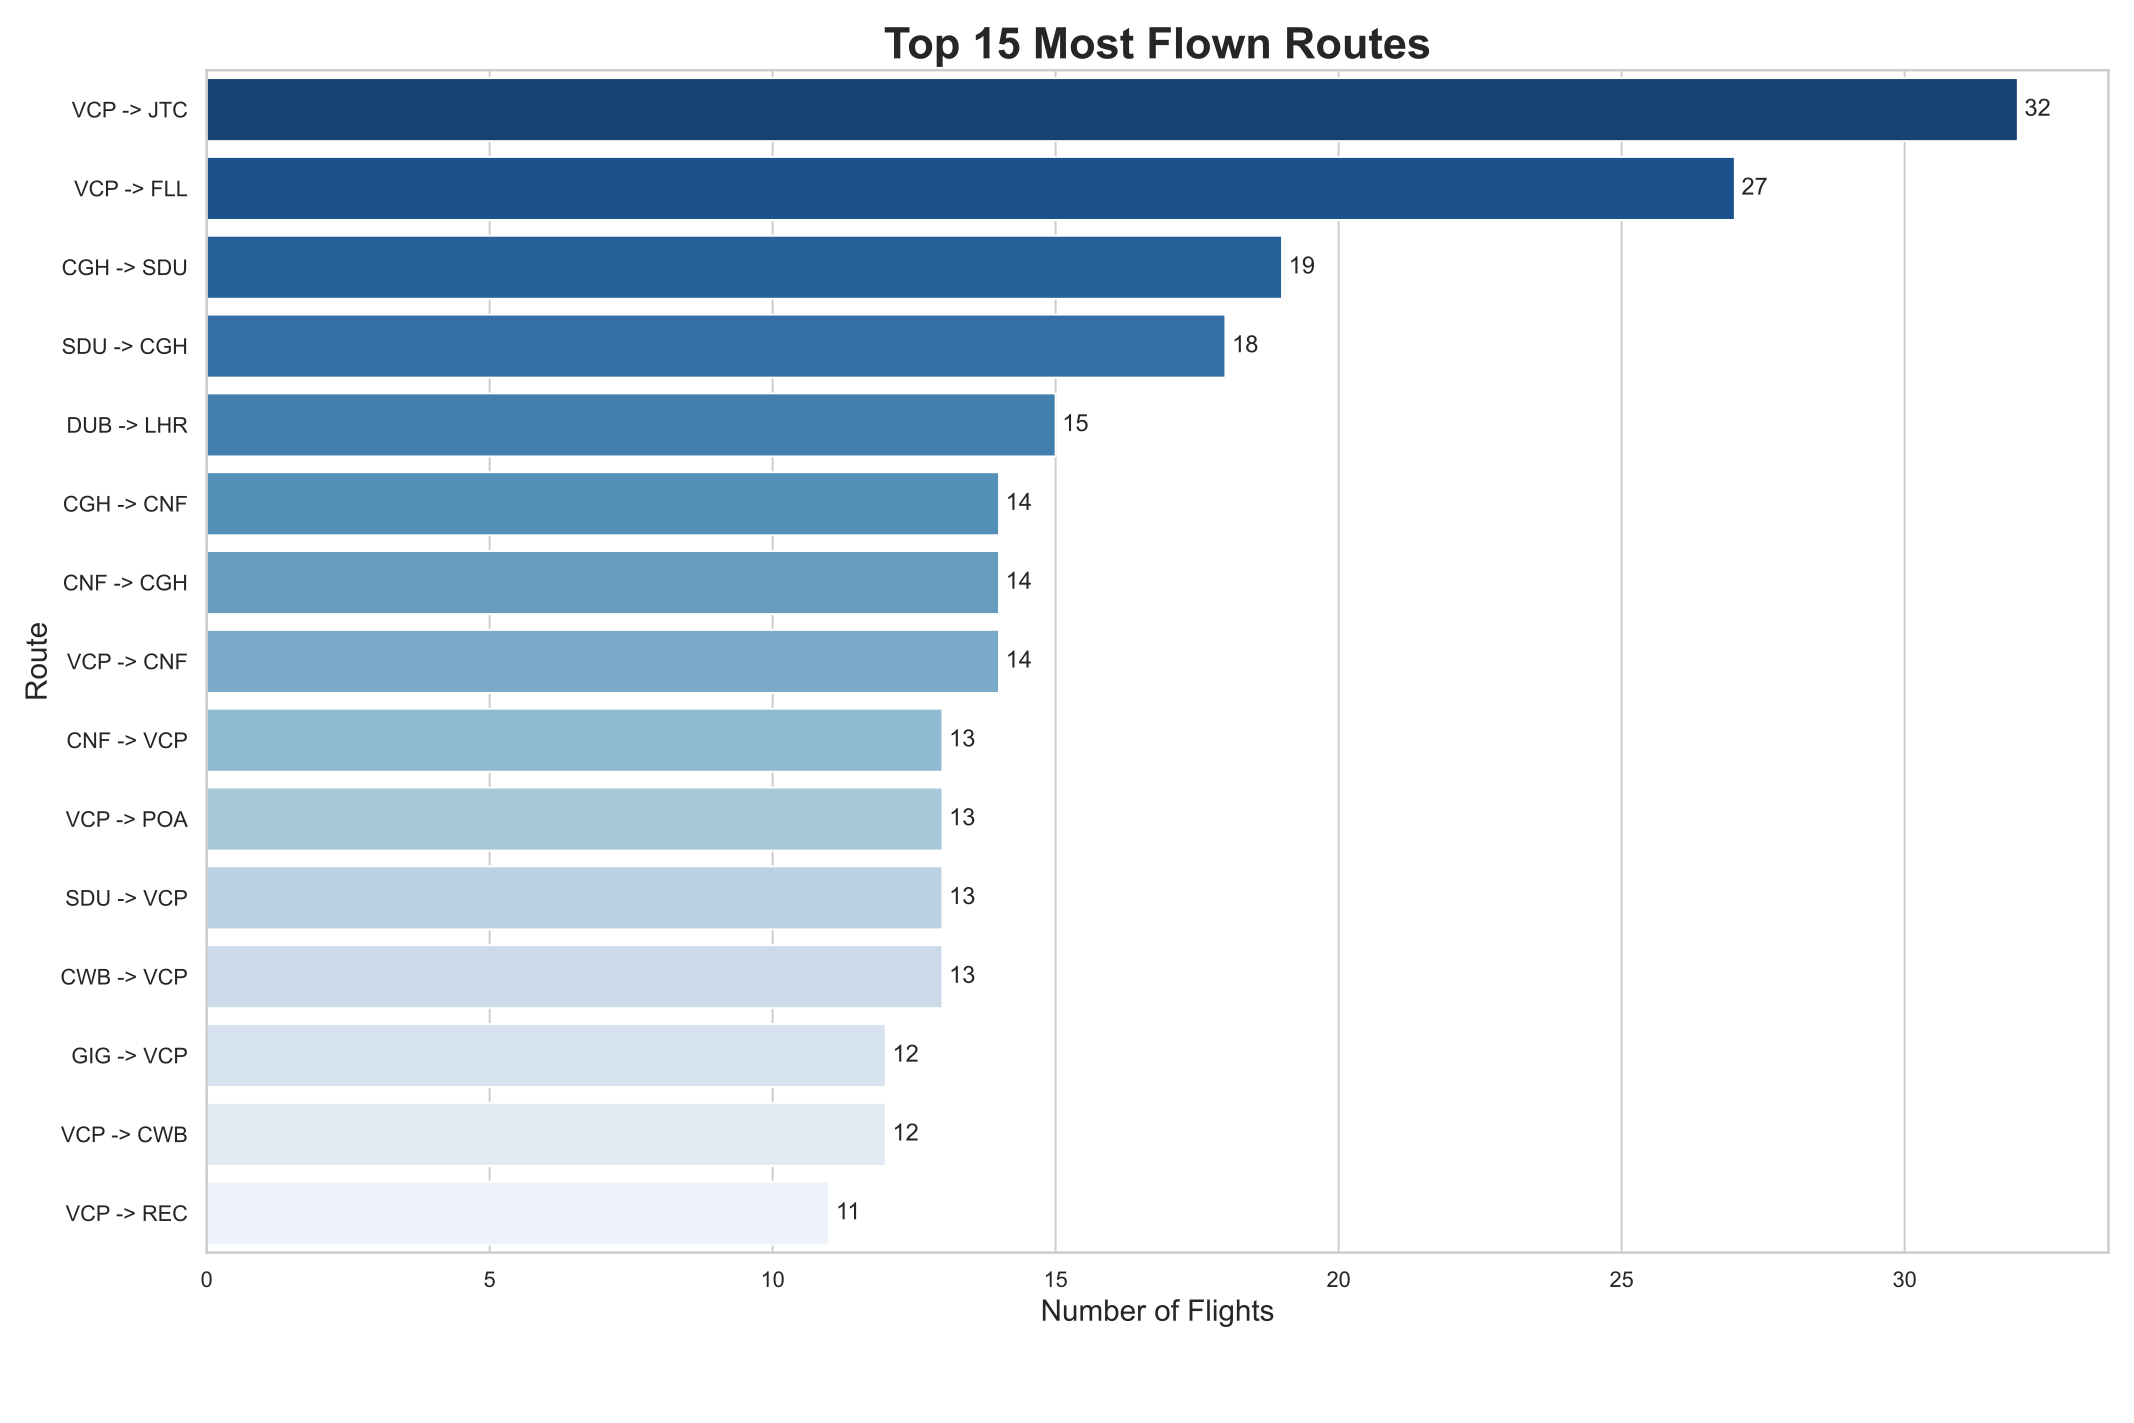 Top 15 Most Flown Routes
VCP -> JTC 32
VCP -> FLL 27
CGH -> SDU 19
SDU -> CGH 18
DUB -> LHR 15
CGH -> CNF 14
CNF -> CGH 14
VCP -> CNF 14
CNF -> VCP 13
VCP -> POA 13
SDU -> VCP 13
CWB -> VCP 13
GIG -> VCP 12
VCP -> CWB 12
VCP -> REC 11
Route
0 5 10 15 20 25 30
Number of Flights